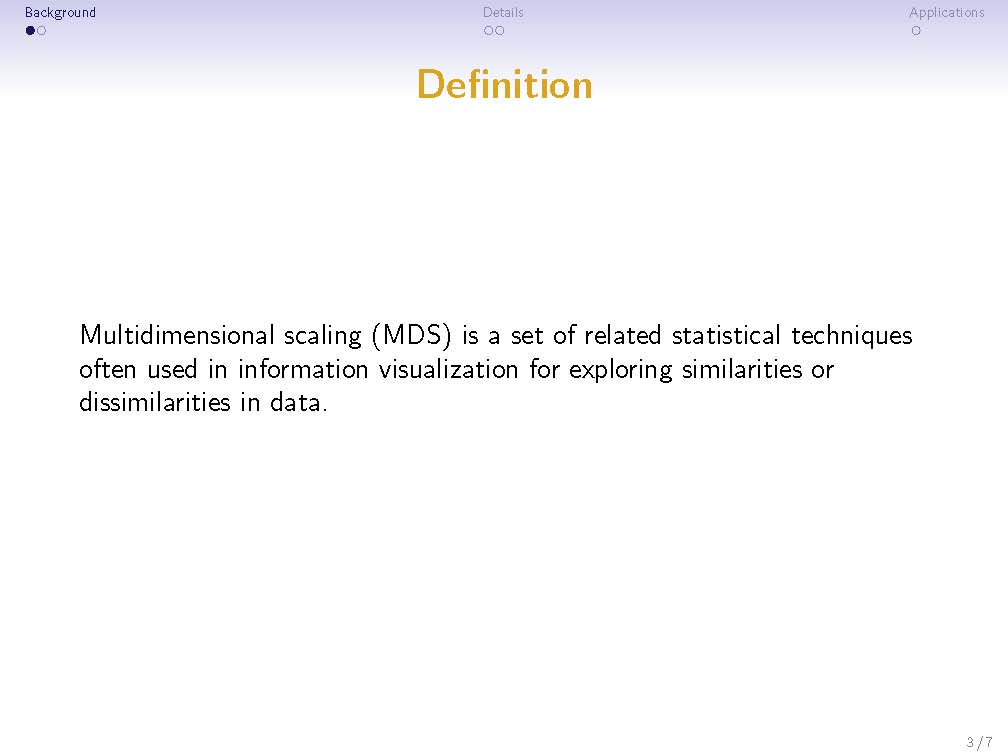 Background
Details
Applications
Definition
Multidimensional scaling (MDS) is a set of related statistical techniques
often used in information visualization for exploring similarities or
dissimilarities in data.
3 / 7